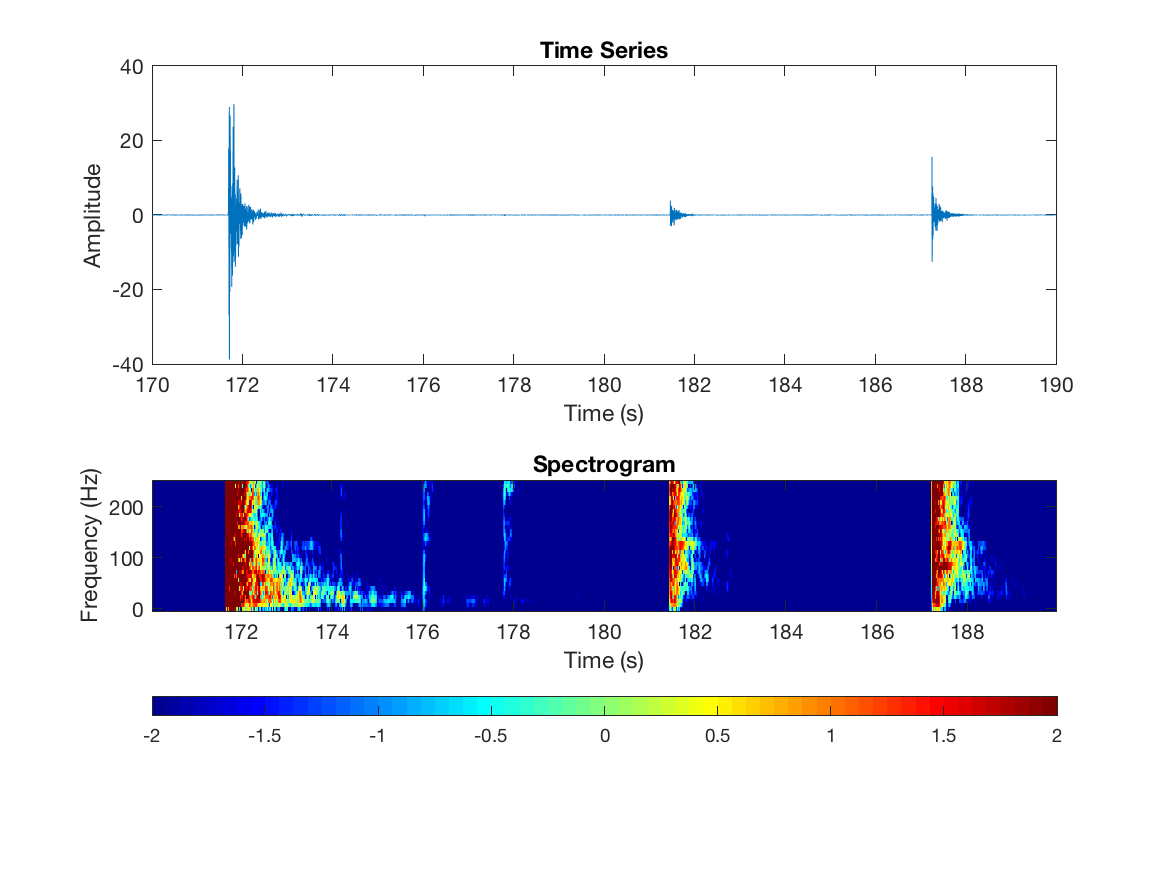 Time Series
40
20
0
-20
-40
Amplitude
170 172 174 176 178 180 182 184 186 188 190
Time (s)
Spectrogram
200
100
0
Frequency (Hz)
172 174 176 178 180 182 184 186 188
Time (s)
-2 -1.5 -1 -0.5 0 0.5 1 1.5 2